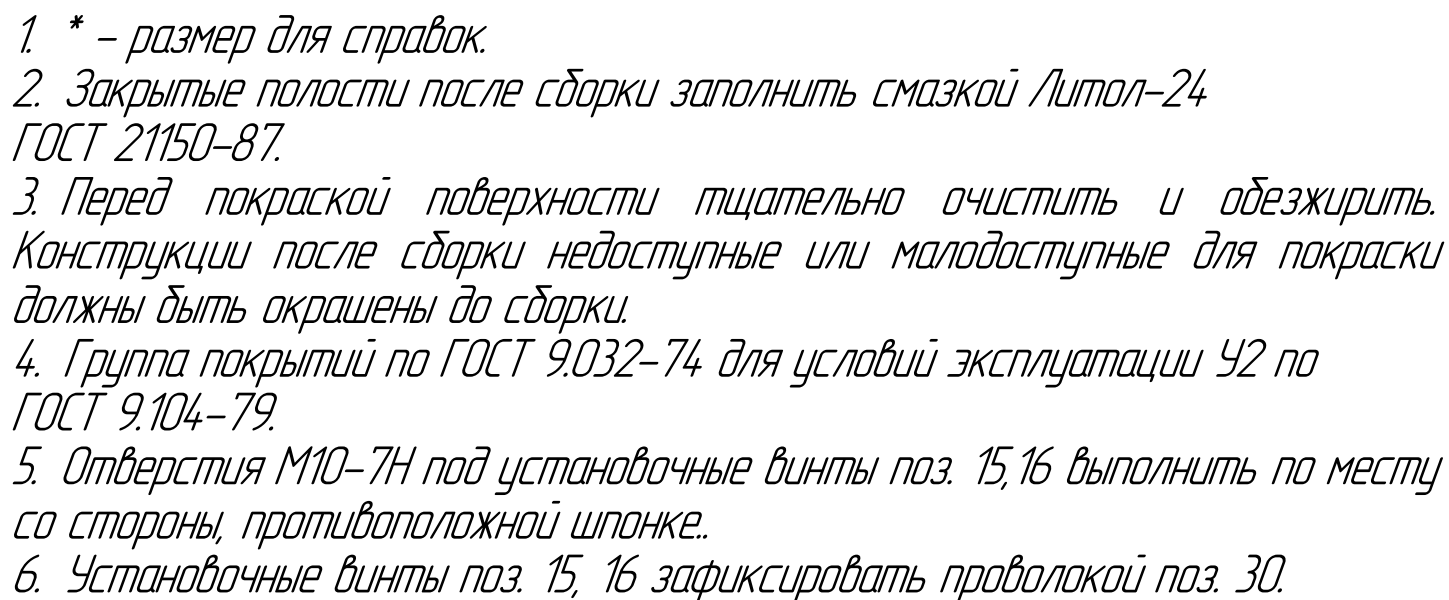 1. * – размер для справок.
2. Закрытые полости после сборки заполнить смазкой Литол–24
ГОСТ 21150–87.
3. Перед покраской поверхности тщательно очистить и обезжирить.
Конструкции после сборки недоступные или малодоступные для покраски
должны быть окрашены до сборки.
4. Группа покрытий по ГОСТ 9.032–74 для условий эксплуатации У2 по
ГОСТ 9.104–79.
5. Отверстия М10–7Н под установочные винты поз. 15,16 выполнить по месту
со стороны, противоположной шпонке..
6. Установочные винты поз. 15, 16 зафиксировать проволокой поз. 30.